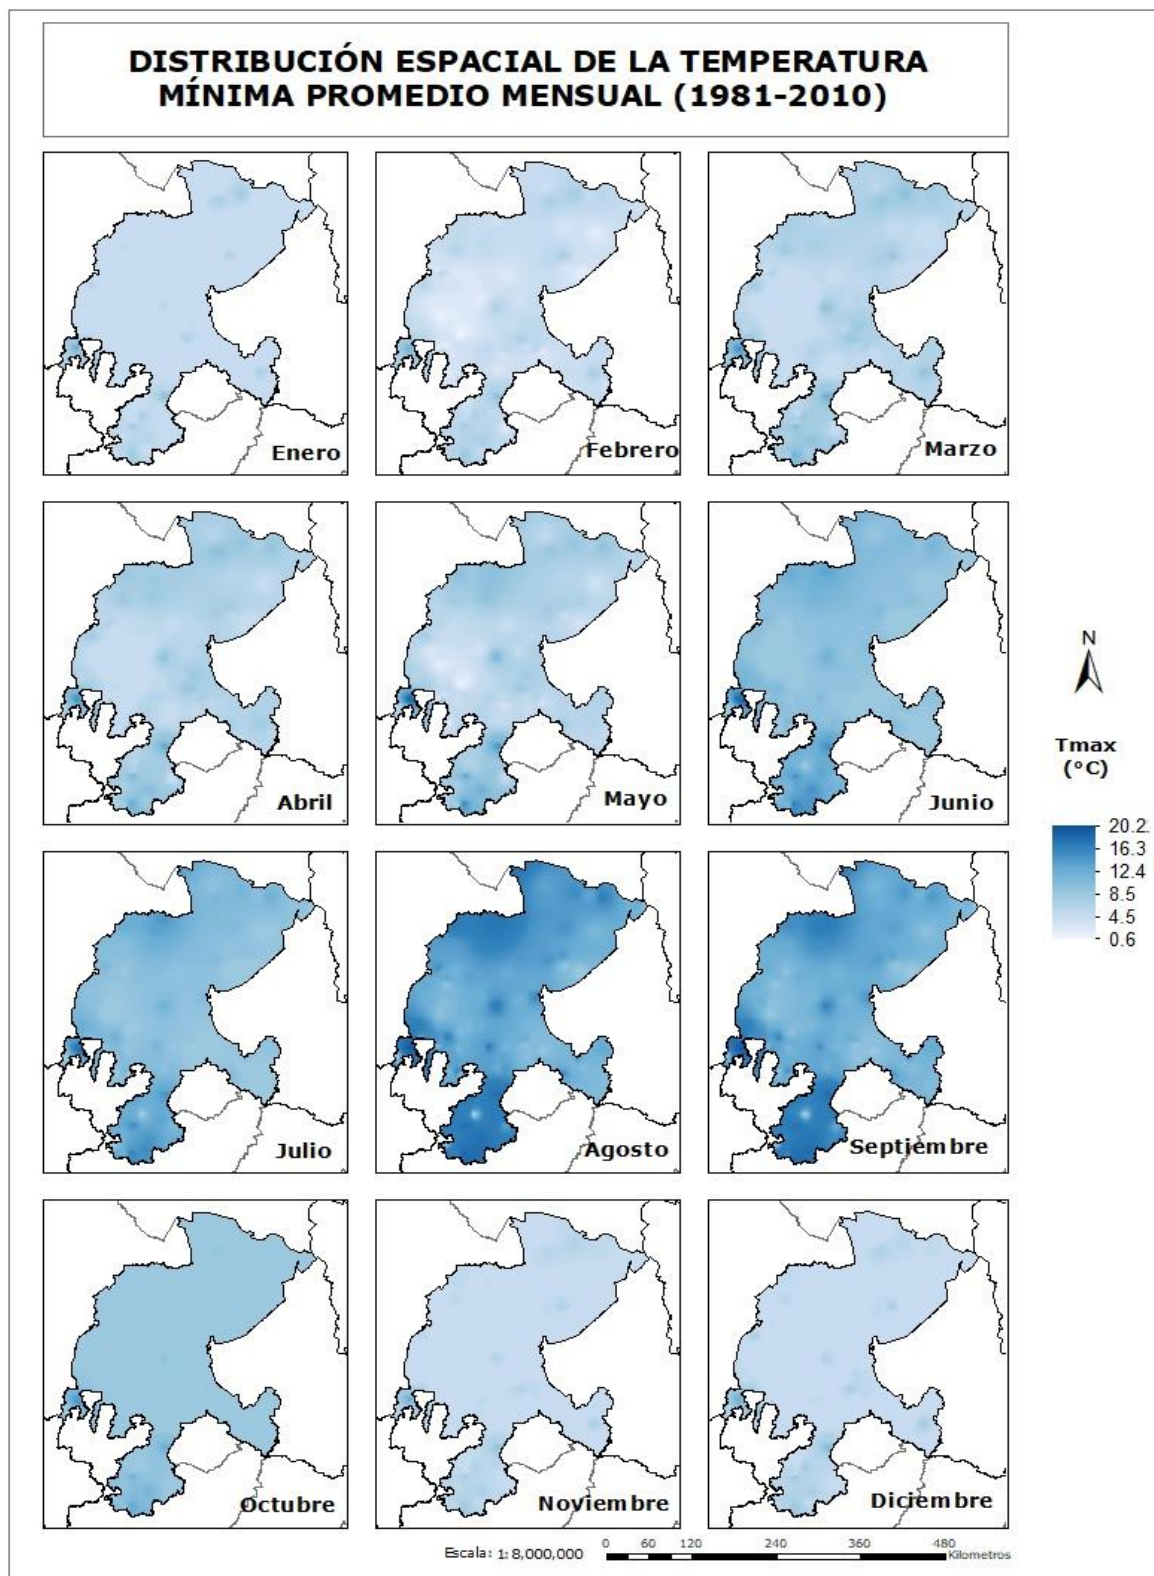 DISTRIBUCIÓN ESPACIAL DE LA TEMPERATURA
MÍNIMA PROMEDIO MENSUAL (1981-2010)
Enero
Febrero
Marzo
Abril
Mayo
Junio
N
Tmax
(°C)
20.2
16.3
12.4
8.5
4.5
0.6
Julio
Agosto
Septiembre
Octubre
Noviembre
Diciembre
Escala: 1:8,000,000
0 60 120 240 360 480
Kilometros